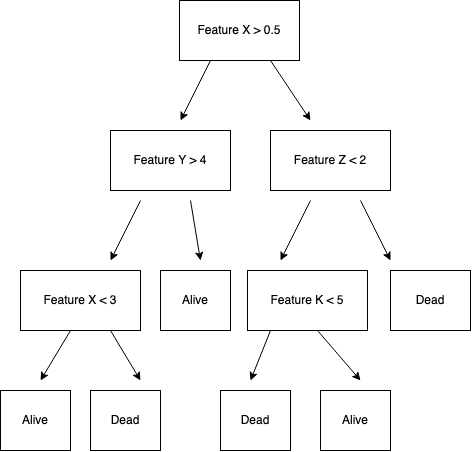 Feature X > 0.5
Feature Y > 4
Feature Z < 2
Feature X < 3
Alive
Feature K < 5
Dead
Alive
Dead
Dead
Alive